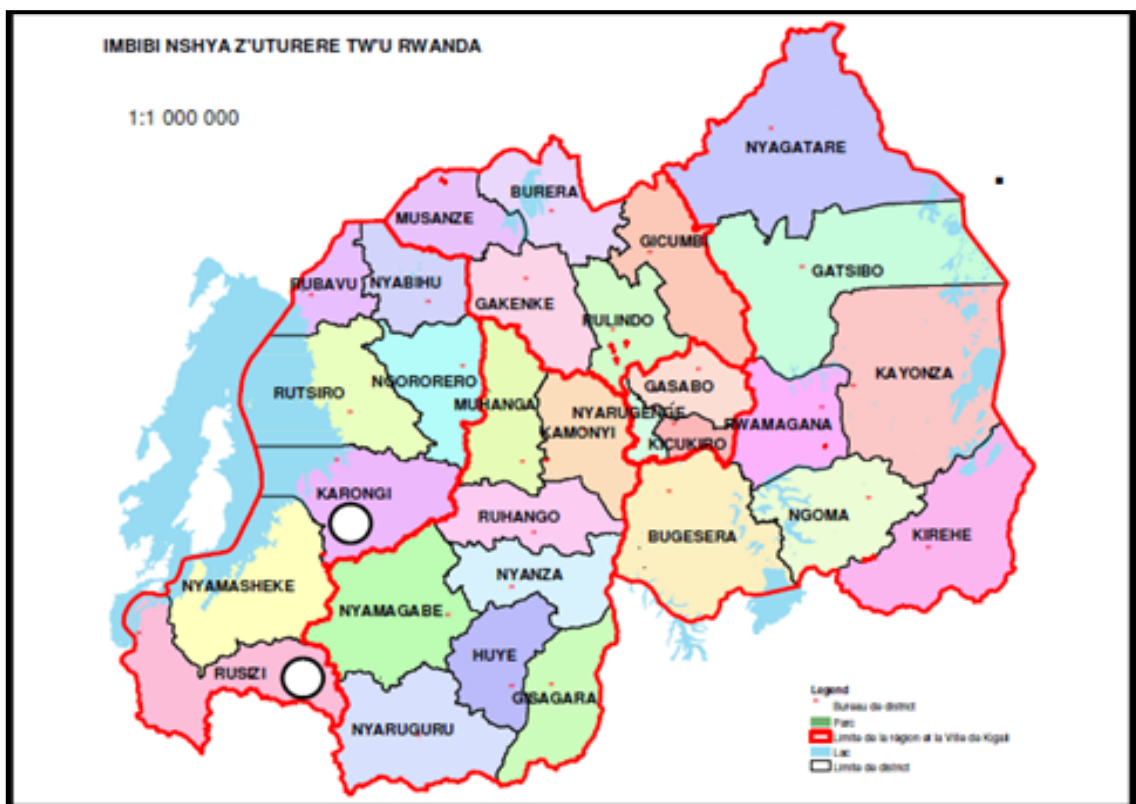 IMBIBI NSHYA Z'UTURERE TW'U RWANDA
1:1 000 000
NYAGATARE
BURERA
MUSANZE
GICUMBI
GATSIBO
RUBAVU
NYABIHU
GAKENKE
RULINDO
KAYONZA
GASABO
NGORORERO
RUTSIRO
MUHANGA
NYARUGENGE
KAMONYI
RWAMAGANA
KICUKIRO
KARONGI
RUHANGO
NGOMA
BUGESERA
KIREHE
NYANZA
NYAMASHEKE
NYAMAGABE
HUYE
RUSIZI
GISAGARA
NYARUGURU
Legend
Bureau de district
Parc
Limite de la région et la Ville de Kigali
Lac
Limite de district